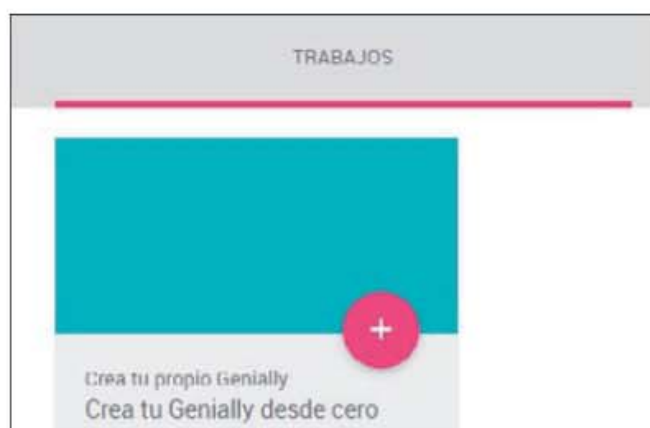 TRABAJOS
+
Crea tu propio Genially
Crea tu Genially desde cero